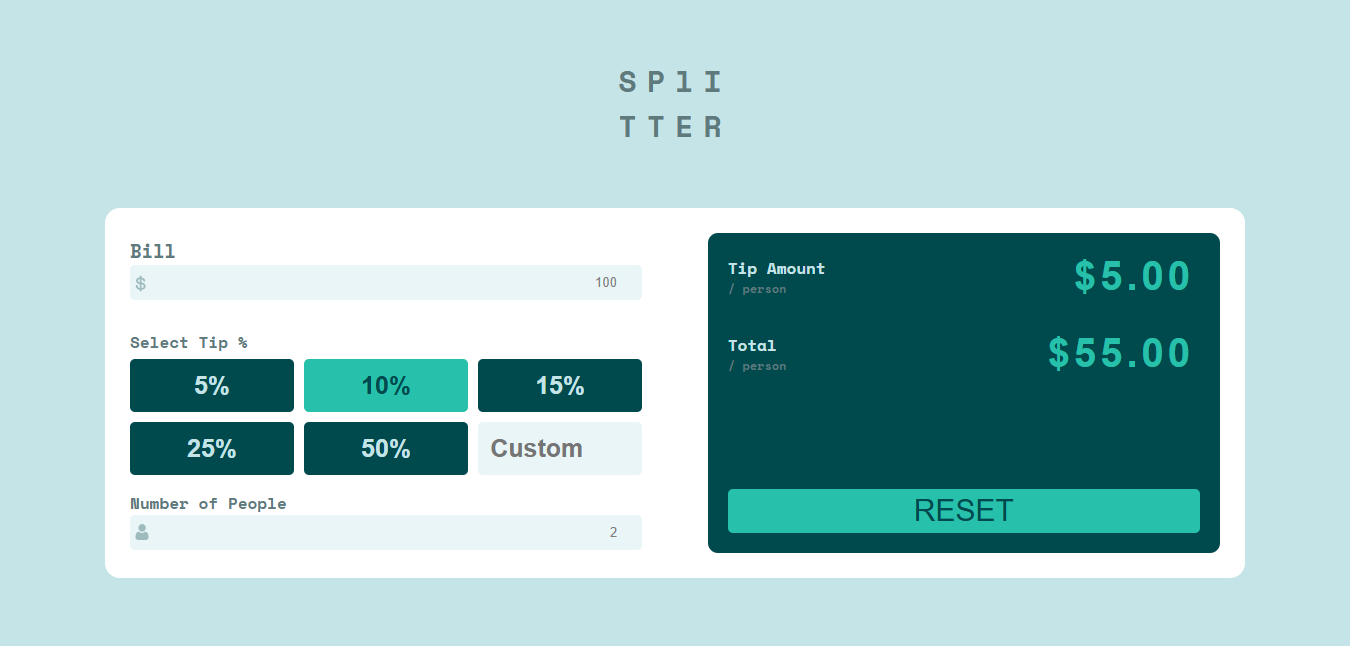 SPlI
TTER
Bill
$ 100
Select Tip %
5% 10% 15%
25% 50% Custom
Number of People
2
Tip Amount $5.00
/ person
Total $55.00
/ person
RESET